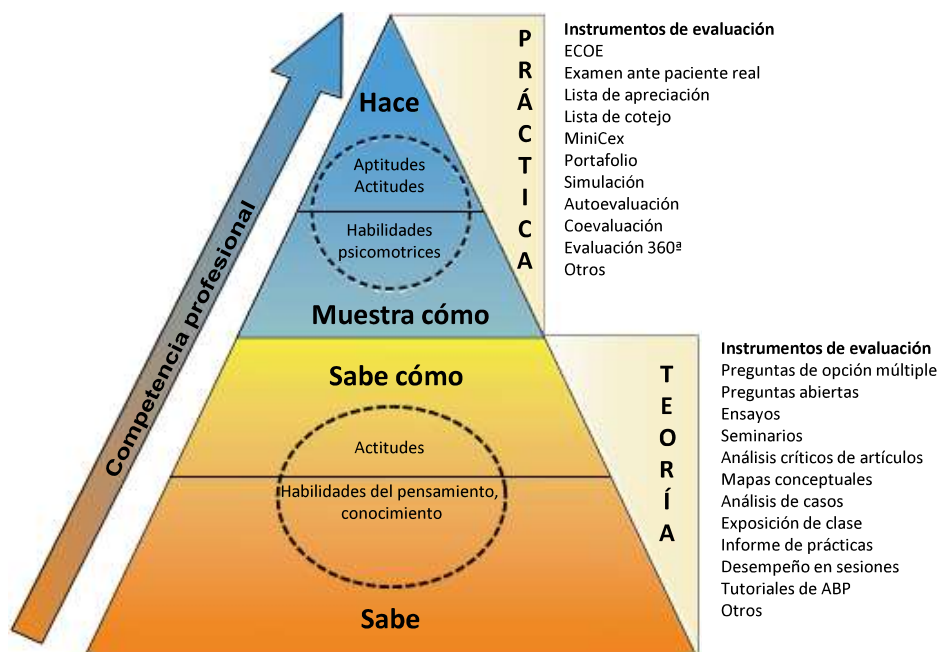 Competencia profesional
Hace
Aptitudes
Actitudes
Habilidades
psicomotrices
Muestra cómo
Sabe cómo
Actitudes
Habilidades del pensamiento,
conocimiento
Sabe
PRÁCTICA
Instrumentos de evaluación
ECOE
Examen ante paciente real
Lista de apreciación
Lista de cotejo
MiniCex
Portafolio
Simulación
Autoevaluación
Coevaluación
Evaluación 360ª
Otros
TEORÍA
Instrumentos de evaluación
Preguntas de opción múltiple
Preguntas abiertas
Ensayos
Seminarios
Análisis críticos de artículos
Mapas conceptuales
Análisis de casos
Exposición de clase
Informe de prácticas
Desempeño en sesiones
Tutoriales de ABP
Otros